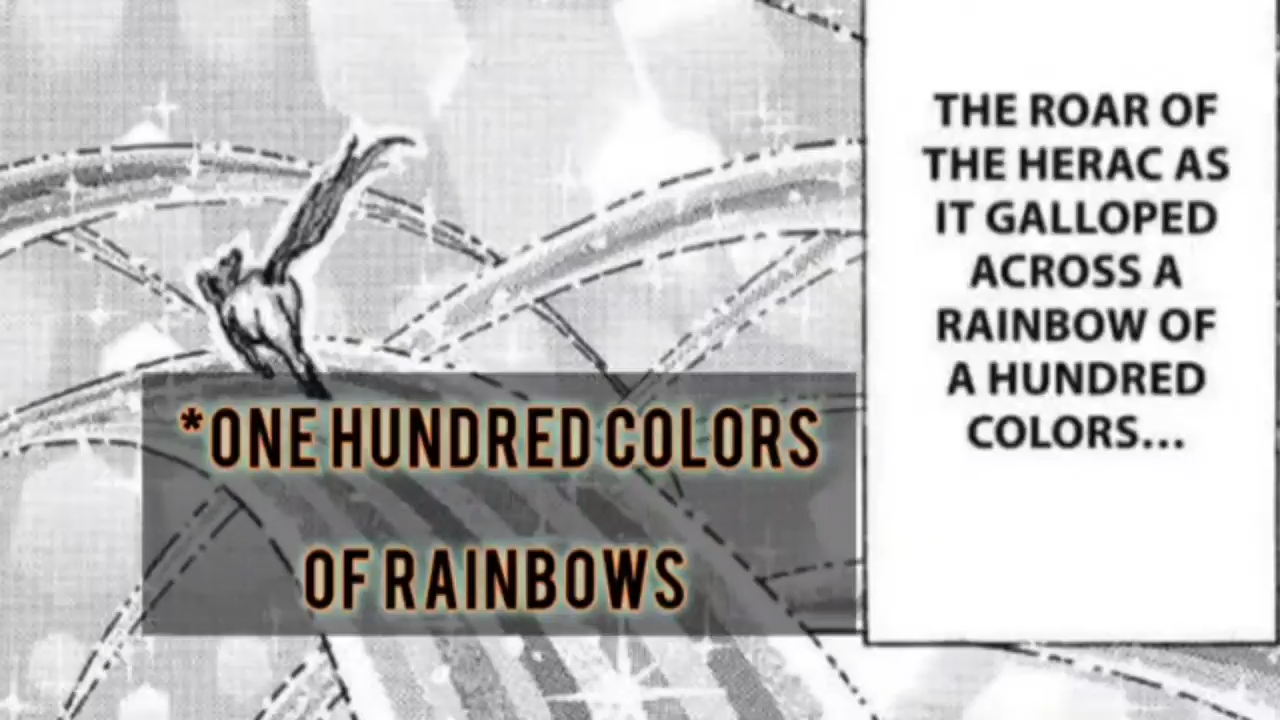 THE ROAR OF
THE HERAC AS
IT GALLOPED
ACROSS A
RAINBOW OF
A HUNDRED
COLORS...
*ONE HUNDRED COLORS
OF RAINBOWS